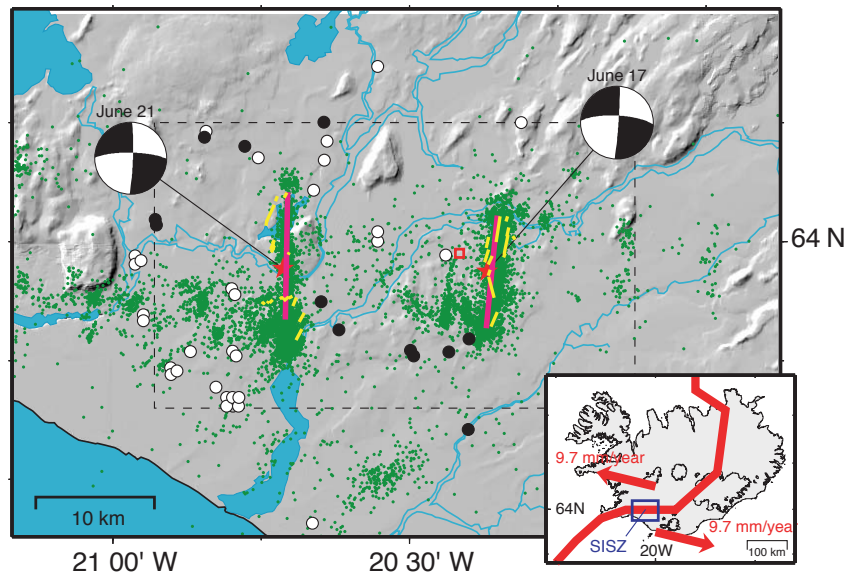 June 17
June 21
64 N
10 km
9.7 mm/year
64N
9.7 mm/yea
SISZ
20W
100 km
21 00' W
20 30' W